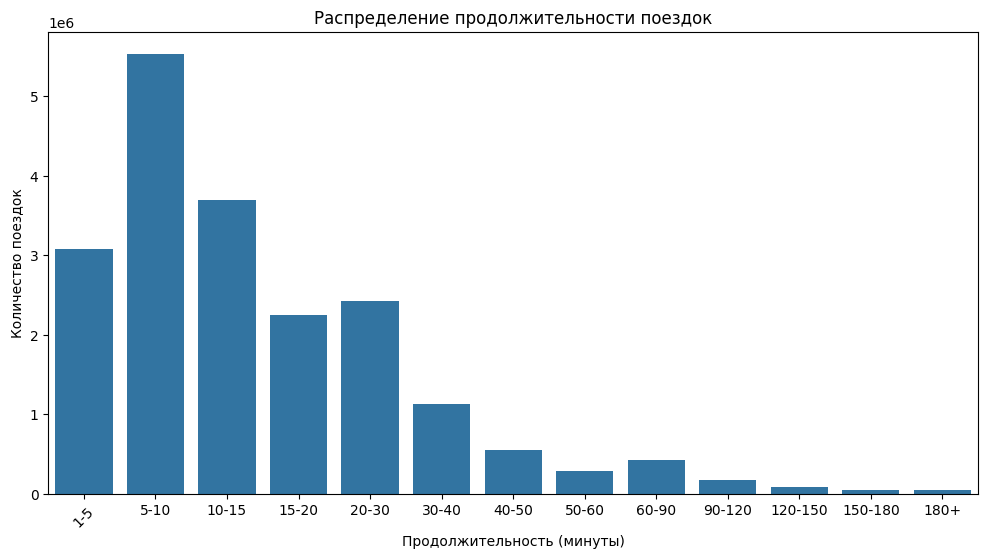 Распределение продолжительности поездок
1e6
5
4
3
2
1
0
Количество поездок
1-5 5-10 10-15 15-20 20-30 30-40 40-50 50-60 60-90 90-120 120-150 150-180 180+
Продолжительность (минуты)